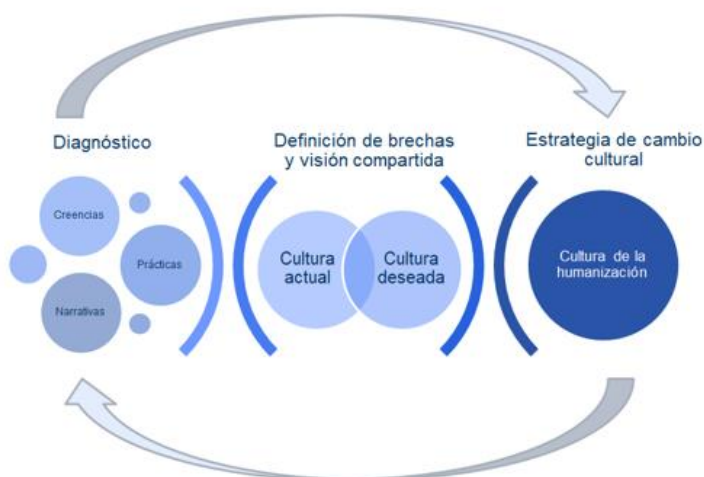 Diagnóstico
Creencias
Prácticas
Narrativas
Definición de brechas
y visión compartida
Cultura
actual
Cultura
deseada
Estrategia de cambio
cultural
Cultura de la
humanización